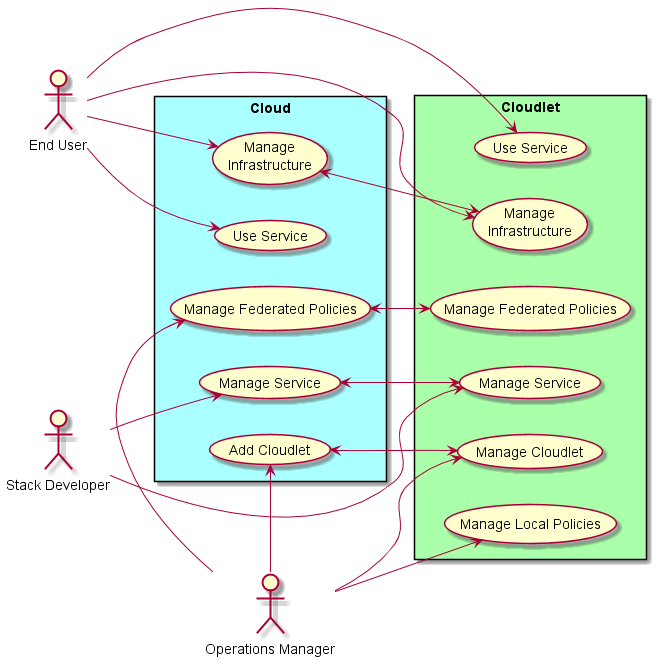 Cloud
Cloudlet
End User
Manage
Infrastructure
Use Service
Use Service
Manage
Infrastructure
Manage Federated Policies
Manage Federated Policies
Manage Service
Manage Service
Add Cloudlet
Manage Cloudlet
Stack Developer
Manage Local Policies
Operations Manager